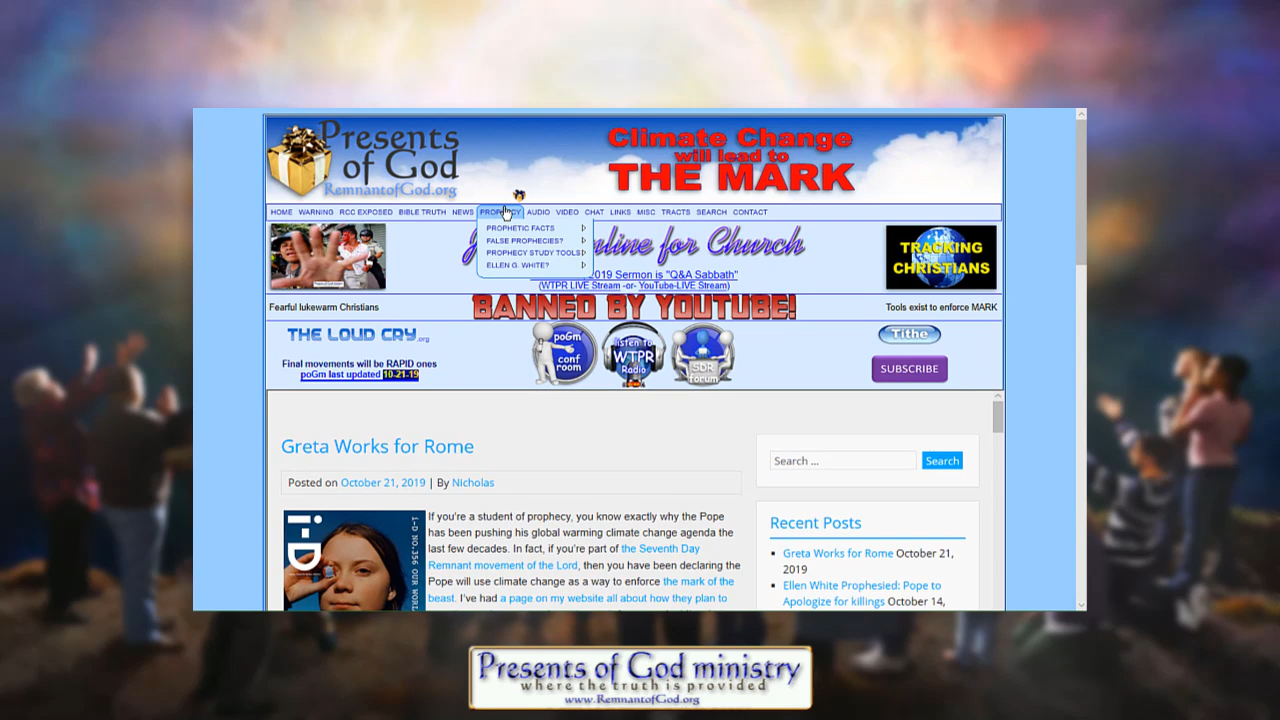 Presents
of God
RemnantofGod.org
Climate Change
will lead to
THE MARK
HOME WARNING RCC EXPOSED BIBLE TRUTH NEWS PROPHECY AUDIO VIDEO CHAT LINKS MISC TRACTS SEARCH CONTACT
PROPHETIC FACTS
FALSE PROPHECIES?
PROPHECY STUDY TOOLS
ELLEN G. WHITE?
nline for Church
2019 Sermon is "Q&A Sabbath"
(WTPR LIVE Stream -or- YouTube-LIVE Stream)
TRACKING
CHRISTIANS
Fearful lukewarm Christians
BANNED BY YOUTUBE!
Tools exist to enforce MARK
THE LOUD CRY.org
Final movements will be RAPID ones
poGm last updated 10-21-19
poGm
conf
room
listen to
WTPR
Radio
SDR
forum
Tithe
SUBSCRIBE
Greta Works for Rome
Posted on October 21, 2019 | By Nicholas
i-D
i-D NO.356 OUR WORL
If you're a student of prophecy, you know exactly why the Pope
has been pushing his global warming climate change agenda the
last few decades. In fact, if you're part of the Seventh Day
Remnant movement of the Lord, then you have been declaring the
Pope will use climate change as a way to enforce the mark of the
beast. I've had a page on my website all about how they plan to
Search ...
Search
Recent Posts
Greta Works for Rome October 21,
2019
Ellen White Prophesied: Pope to
Apologize for killings October 14,
Presents of God ministry
where the truth is provided
www.RemnantofGod.org